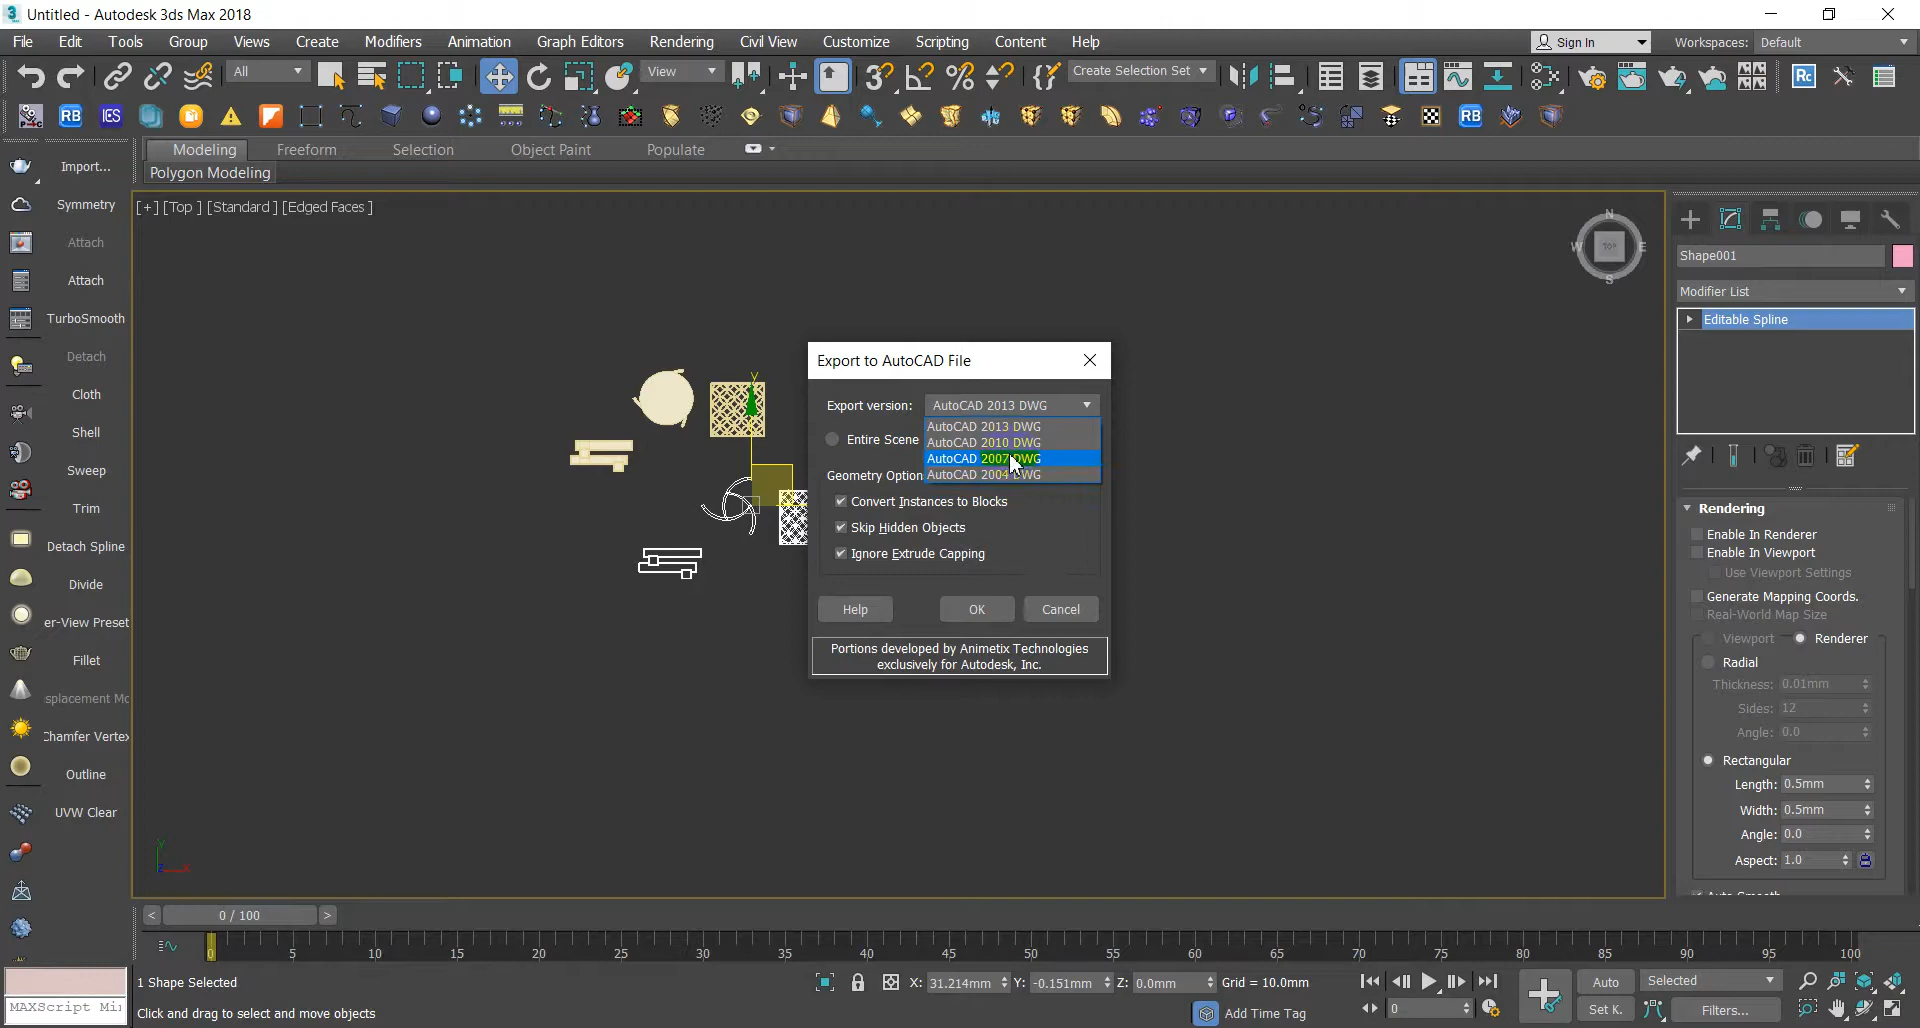 Untitled - Autodesk 3ds Max 2018
File Edit Tools Group Views Create Modifiers Animation Graph Editors Rendering Civil View Customize Scripting Content Help
Sign In Workspaces: Default
All View Create Selection Set Rc
RB IES RB
Modeling Freeform Selection Object Paint Populate
Polygon Modeling
Import...
Symmetry
Attach
Attach
TurboSmooth
Detach
Cloth
Shell
Sweep
Trim
Detach Spline
Divide
er-View Preset
Fillet
splacement Mo
Chamfer Vertex
Outline
UVW Clear
[+] [Top ] [Standard ] [Edged Faces ]
y
N
W TOP E
S
Export to AutoCAD File
Export version: AutoCAD 2013 DWG
AutoCAD 2013 DWG
AutoCAD 2010 DWG
AutoCAD 2007 DWG
AutoCAD 2004 DWG
Entire Scene
Geometry Option
Convert Instances to Blocks
Skip Hidden Objects
Ignore Extrude Capping
Help OK Cancel
Portions developed by Animetix Technologies
exclusively for Autodesk, Inc.
Shape001
Modifier List
Editable Spline
Rendering
Enable In Renderer
Enable In Viewport
Use Viewport Settings
Generate Mapping Coords.
Real-World Map Size
Viewport Renderer
Radial
Thickness: 0.01mm
Sides: 12
Angle: 0.0
Rectangular
Length: 0.5mm
Width: 0.5mm
Angle: 0.0
Aspect: 1.0
Auto Smooth
y
z x
< 0 / 100 >
0 5 10 15 20 25 30 35 40 45 50 55 60 65 70 75 80 85 90 95 100
1 Shape Selected X: 31.214mm Y: -0.151mm Z: 0.0mm Grid = 10.0mm Auto Selected
MAXScript Mi
Click and drag to select and move objects Add Time Tag 0 Set K. Filters...